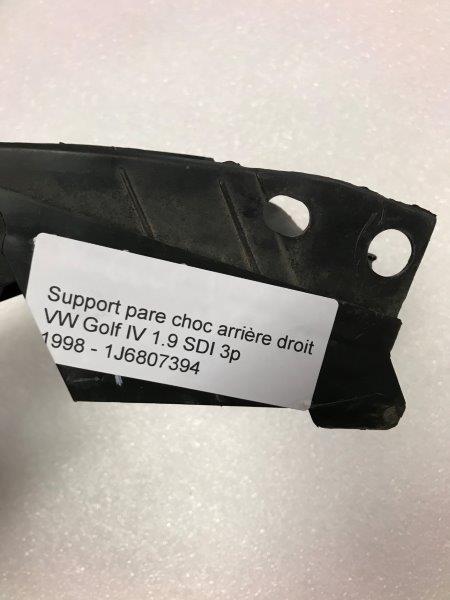 Support pare choc arrière droit
VW Golf IV 1.9 SDI 3p
1998 - 1J6807394